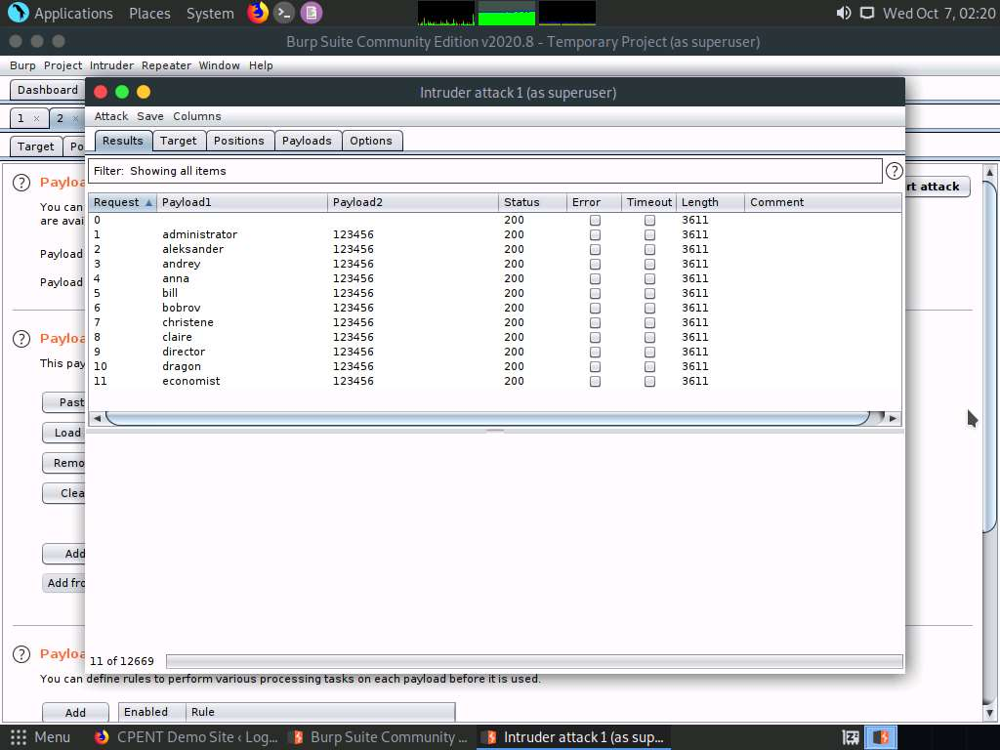 Applications Places System Wed Oct 7, 02:20
Burp Suite Community Edition v2020.8 - Temporary Project (as superuser)
Burp Project Intruder Repeater Window Help
Dashboard
Intruder attack 1 (as superuser)
1 × 2 ×
Attack Save Columns
Target Po
Results Target Positions Payloads Options
Filter: Showing all items ?
? Payloa
rt attack
You can
are avai
Payload
Payload
Request Payload1 Payload2 Status Error Timeout Length Comment
0 200 3611
1 administrator 123456 200 3611
2 aleksander 123456 200 3611
3 andrey 123456 200 3611
4 anna 123456 200 3611
5 bill 123456 200 3611
6 bobrov 123456 200 3611
7 christene 123456 200 3611
8 claire 123456 200 3611
9 director 123456 200 3611
10 dragon 123456 200 3611
11 economist 123456 200 3611
? Payloa
This pay
Past
Load
Remo
Clea
Add
Add fro
11 of 12669
? Payloa
You can define rules to perform various processing tasks on each payload before it is used.
Add Enabled Rule
Menu CPENT Demo Site ‹ Log... Burp Suite Community ... Intruder attack 1 (as sup...